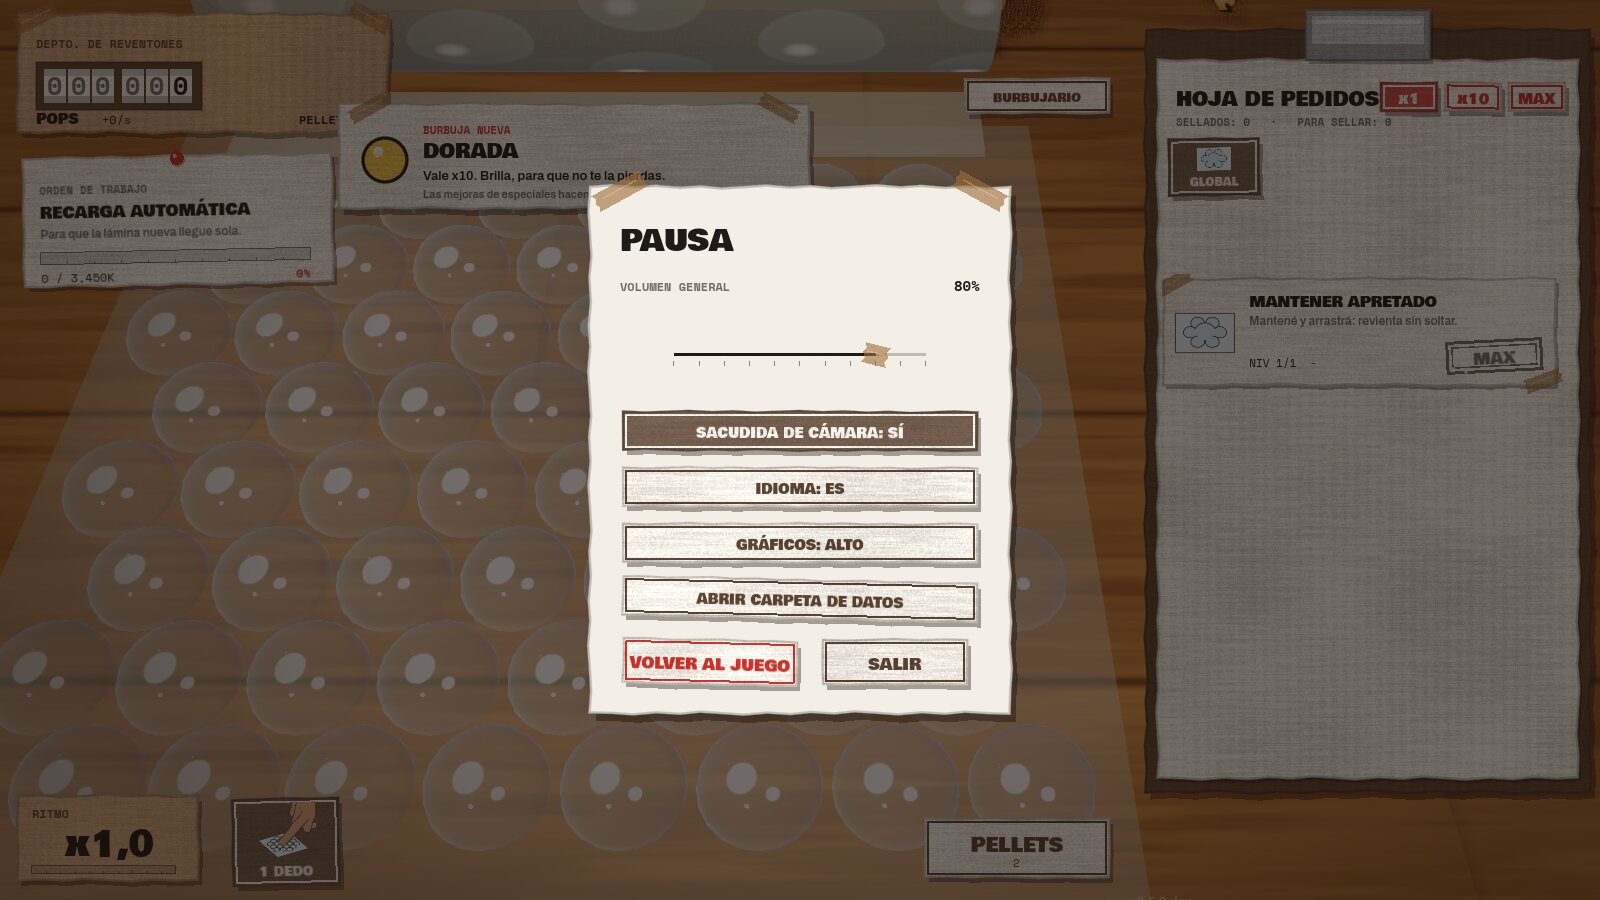 DEPTO. DE REVENTONES
000 000
POPS +0/s
BURBUJARIO
BURBUJA NUEVA
DORADA
Vale x10. Brilla, para que no te la pierdas.
Las mejoras de especiales hacen
ORDEN DE TRABAJO
RECARGA AUTOMÁTICA
Para que la lámina nueva llegue sola.
0 / 3.450K 0%
PAUSA
VOLUMEN GENERAL 80%
SACUDIDA DE CÁMARA: SÍ
IDIOMA: ES
GRÁFICOS: ALTO
ABRIR CARPETA DE DATOS
VOLVER AL JUEGO
SALIR
HOJA DE PEDIDOS
x1
x10
MAX
SELLADOS: 0 · PARA SELLAR: 0
GLOBAL
MANTENER APRETADO
Mantené y arrastrá: revienta sin soltar.
NIV 1/1 -
MAX
RITMO
x1,0
1 DEDO
PELLETS
2